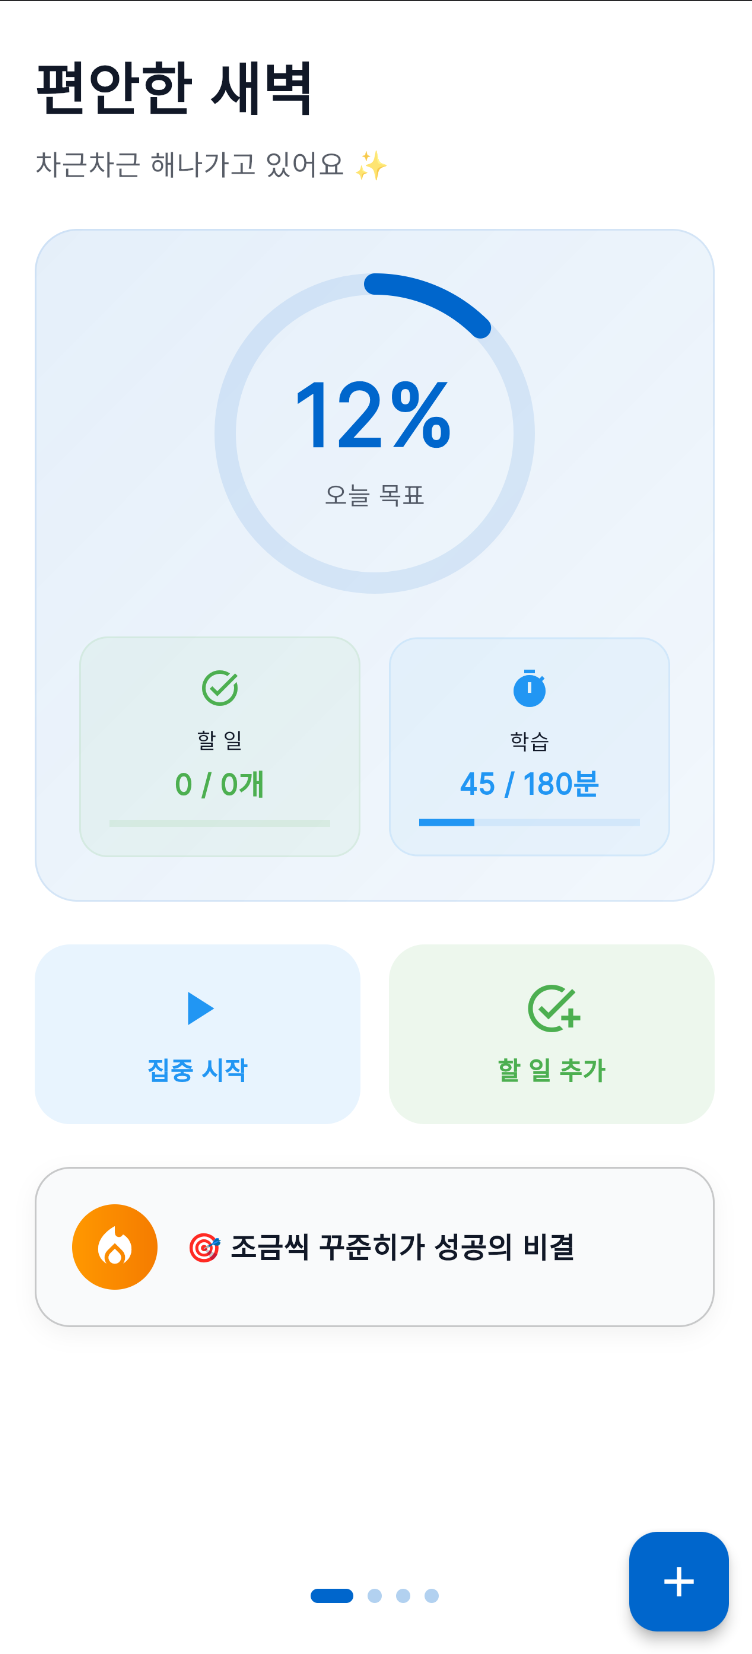 편안한 새벽
차근차근 해나가고 있어요 ✨
12%
오늘 목표
할 일
0 / 0개
학습
45 / 180분
집중 시작
할 일 추가
🎯 조금씩 꾸준히가 성공의 비결